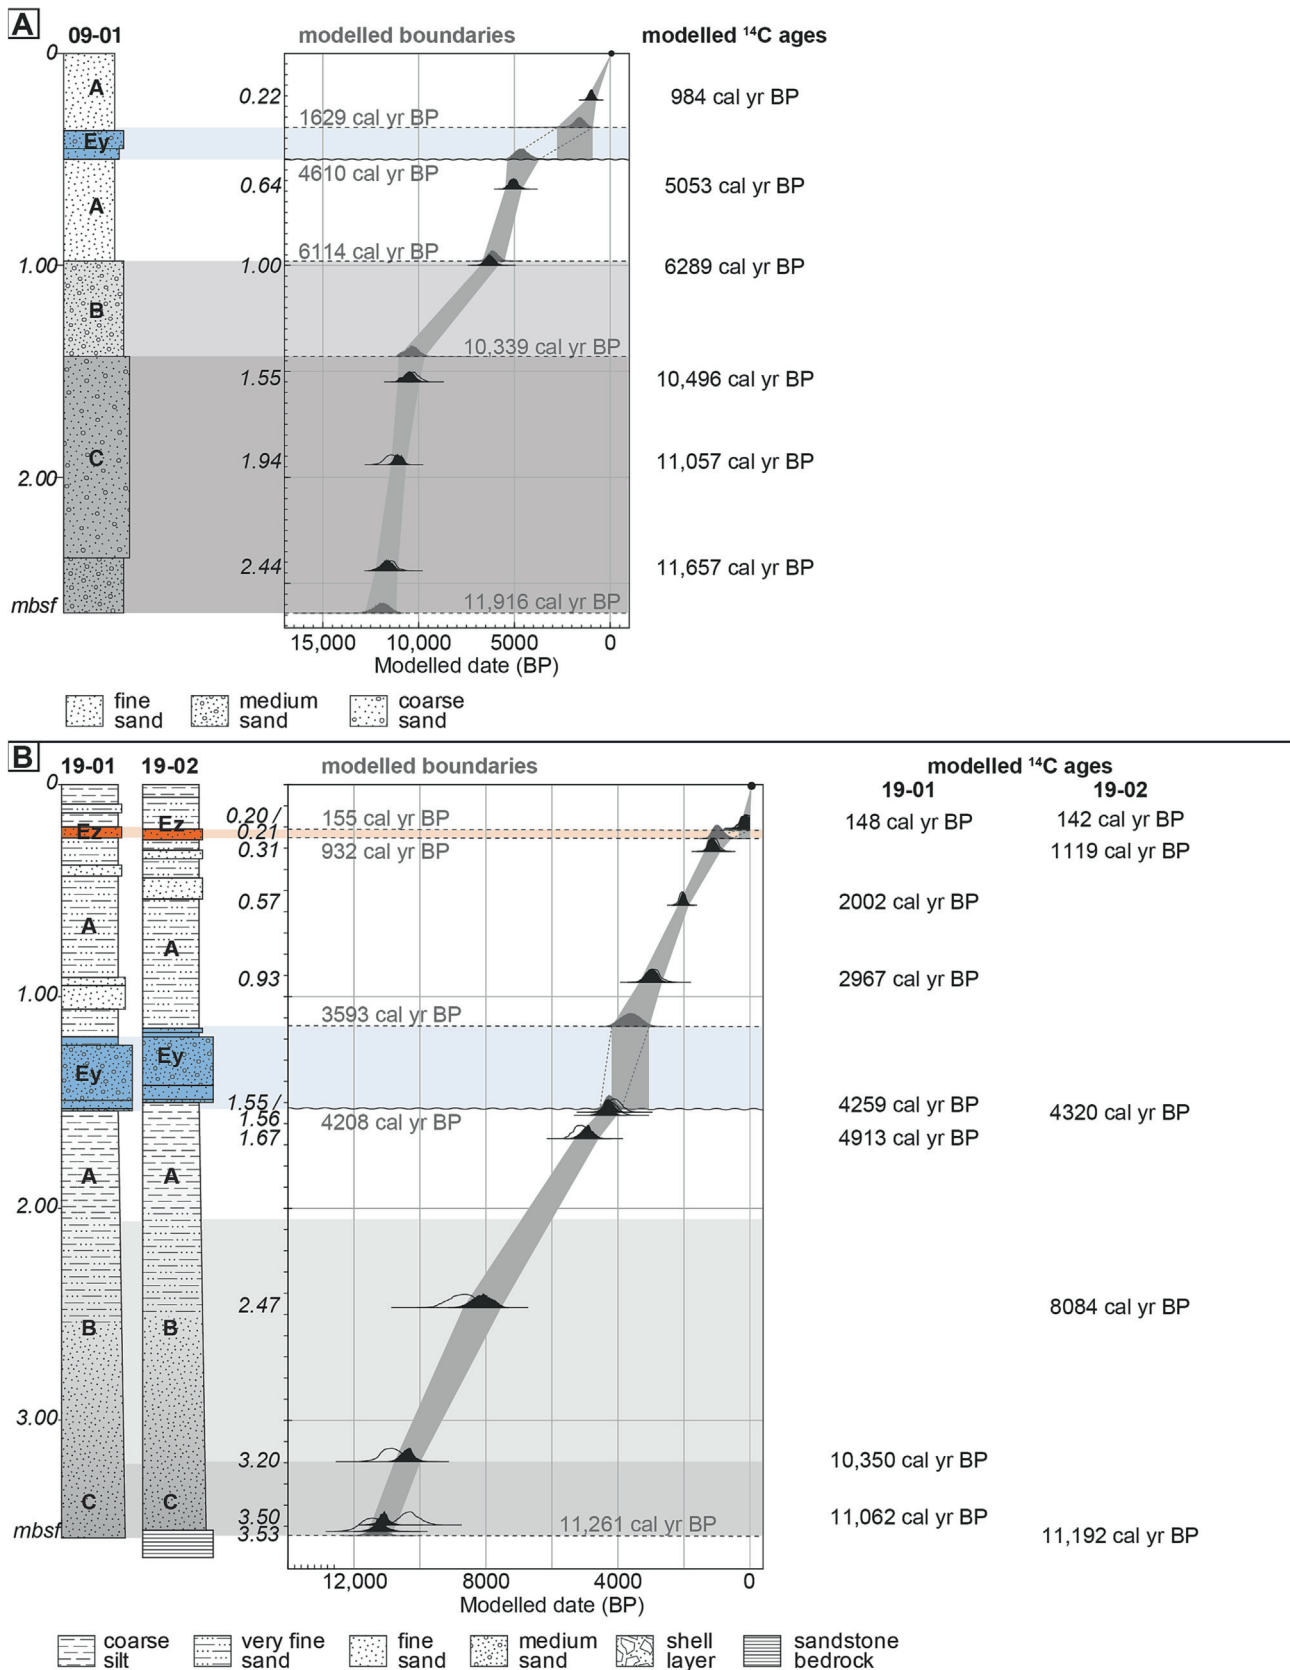 A
09-01
modelled boundaries
modelled ¹⁴C ages
0
A
0.22
984 cal yr BP
1629 cal yr BP
Ey
4610 cal yr BP
0.64
5053 cal yr BP
A
6114 cal yr BP
1.00
1.00
6289 cal yr BP
B
10,339 cal yr BP
1.55
10,496 cal yr BP
C
1.94
11,057 cal yr BP
2.00
2.44
11,657 cal yr BP
mbsf
11,916 cal yr BP
15,000 10,000 5000 0
Modelled date (BP)
fine sand
medium sand
coarse sand
B
19-01 19-02
modelled boundaries
modelled ¹⁴C ages
19-01 19-02
0
0.20 /
0.21
155 cal yr BP
148 cal yr BP
142 cal yr BP
Ez
Ez
0.31
932 cal yr BP
1119 cal yr BP
0.57
2002 cal yr BP
A
A
0.93
2967 cal yr BP
1.00
3593 cal yr BP
Ey
Ey
1.55 /
1.56
4259 cal yr BP
4320 cal yr BP
4208 cal yr BP
1.67
4913 cal yr BP
A
A
2.00
2.47
8084 cal yr BP
B
B
3.00
3.20
10,350 cal yr BP
C
C
3.50
11,062 cal yr BP
mbsf
3.53
11,261 cal yr BP
11,192 cal yr BP
12,000 8000 4000 0
Modelled date (BP)
coarse silt
very fine sand
fine sand
medium sand
shell layer
sandstone bedrock